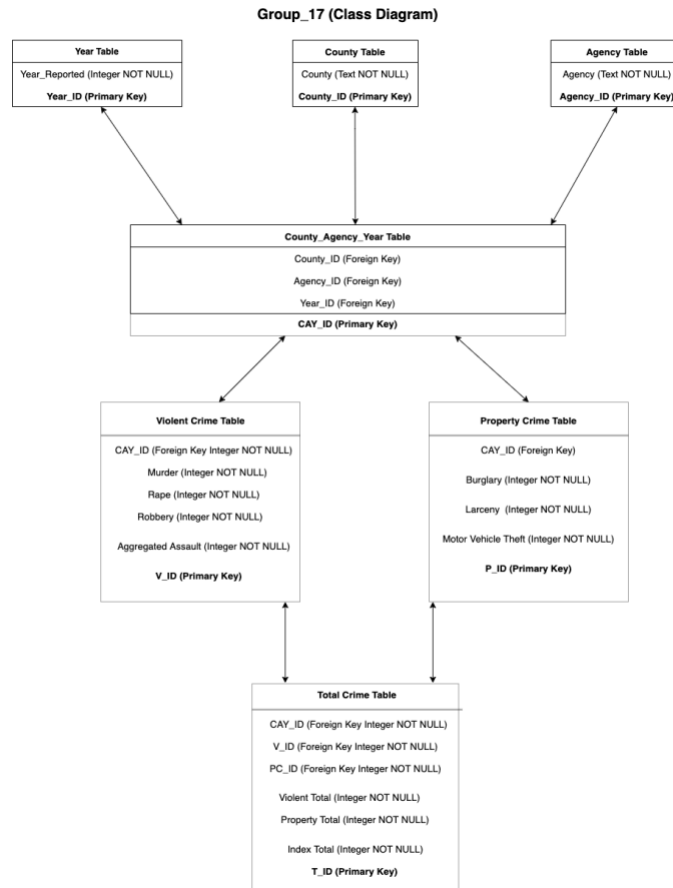 Group_17 (Class Diagram)
Year Table
Year_Reported (Integer NOT NULL)
Year_ID (Primary Key)
County Table
County (Text NOT NULL)
County_ID (Primary Key)
Agency Table
Agency (Text NOT NULL)
Agency_ID (Primary Key)
County_Agency_Year Table
County_ID (Foreign Key)
Agency_ID (Foreign Key)
Year_ID (Foreign Key)
CAY_ID (Primary Key)
Violent Crime Table
CAY_ID (Foreign Key Integer NOT NULL)
Murder (Integer NOT NULL)
Rape (Integer NOT NULL)
Robbery (Integer NOT NULL)
Aggregated Assault (Integer NOT NULL)
V_ID (Primary Key)
Property Crime Table
CAY_ID (Foreign Key)
Burglary (Integer NOT NULL)
Larceny (Integer NOT NULL)
Motor Vehicle Theft (Integer NOT NULL)
P_ID (Primary Key)
Total Crime Table
CAY_ID (Foreign Key Integer NOT NULL)
V_ID (Foreign Key Integer NOT NULL)
PC_ID (Foreign Key Integer NOT NULL)
Violent Total (Integer NOT NULL)
Property Total (Integer NOT NULL)
Index Total (Integer NOT NULL)
T_ID (Primary Key)